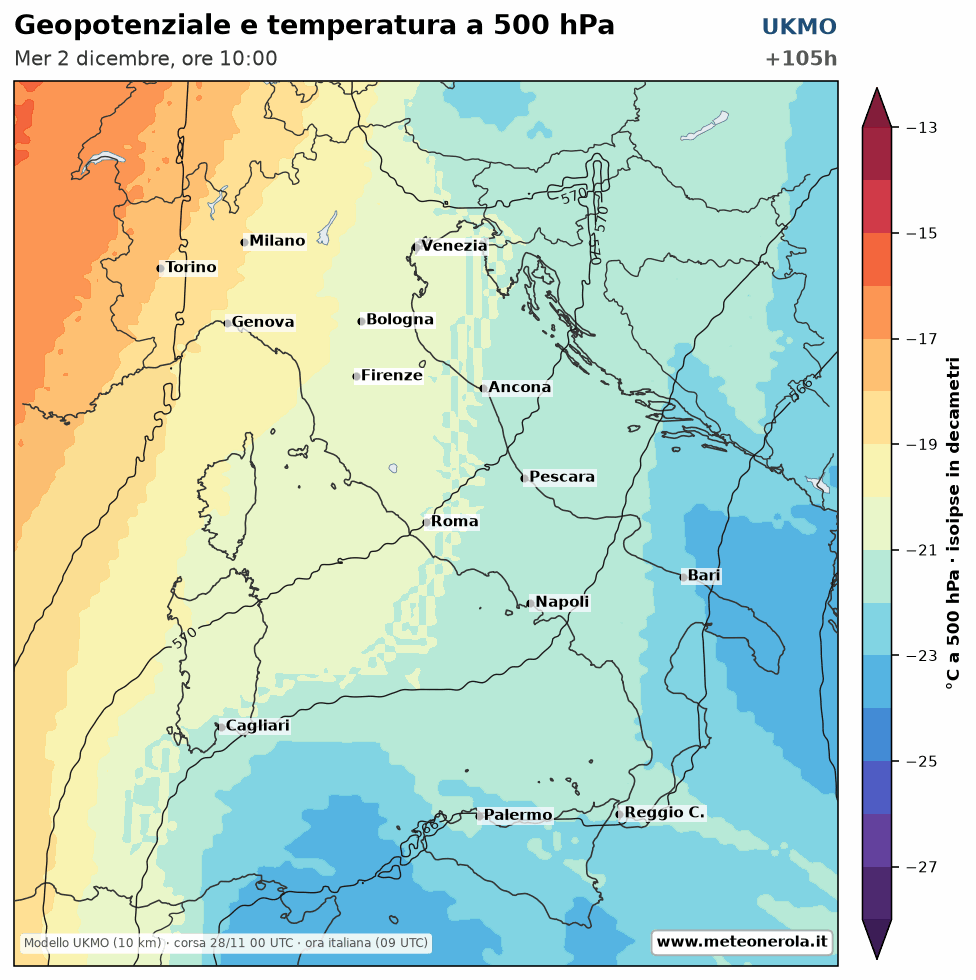 Geopotenziale e temperatura a 500 hPa
UKMO
Mer 2 dicembre, ore 10:00
+105h
570
570
Milano
Venezia
Torino
Genova
Bologna
Firenze
Ancona
566
Pescara
Roma
Bari
Napoli
570
Cagliari
Palermo
Reggio C.
566
−13
−15
−17
−19
−21
−23
−25
−27
°C a 500 hPa · isoipse in decametri
Modello UKMO (10 km) · corsa 28/11 00 UTC · ora italiana (09 UTC)
www.meteonerola.it